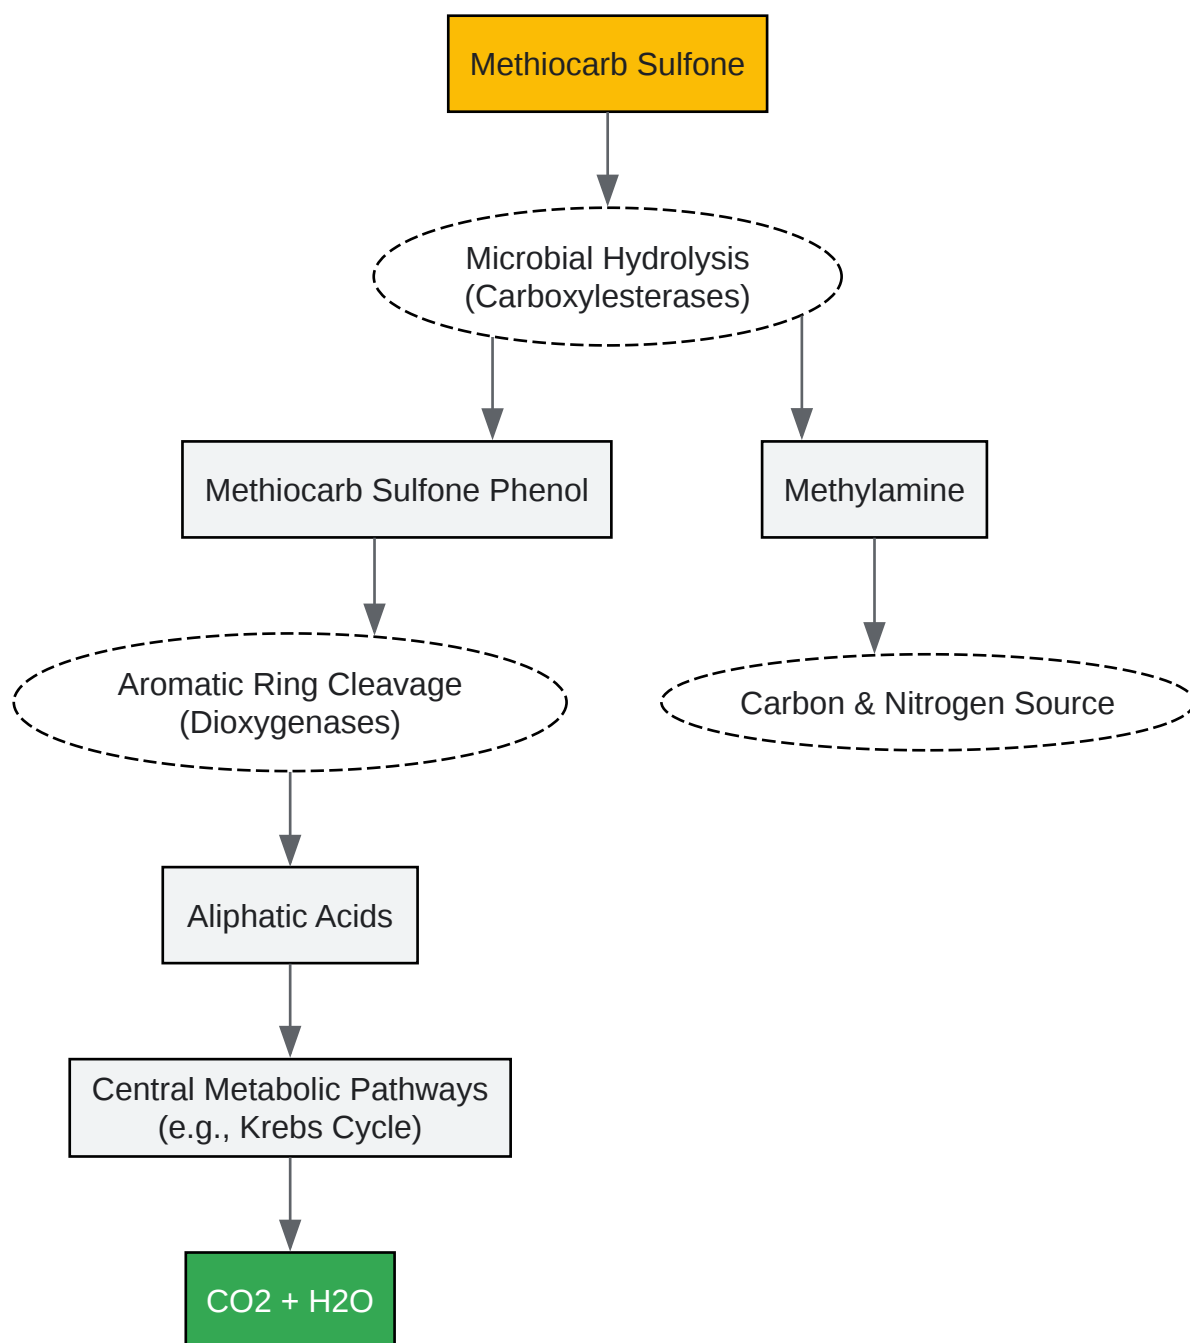 Methiocarb Sulfone
Microbial Hydrolysis
(Carboxylesterases)
Methiocarb Sulfone Phenol
Methylamine
Aromatic Ring Cleavage
(Dioxygenases)
Carbon & Nitrogen Source
Aliphatic Acids
Central Metabolic Pathways
(e.g., Krebs Cycle)
CO2 + H2O